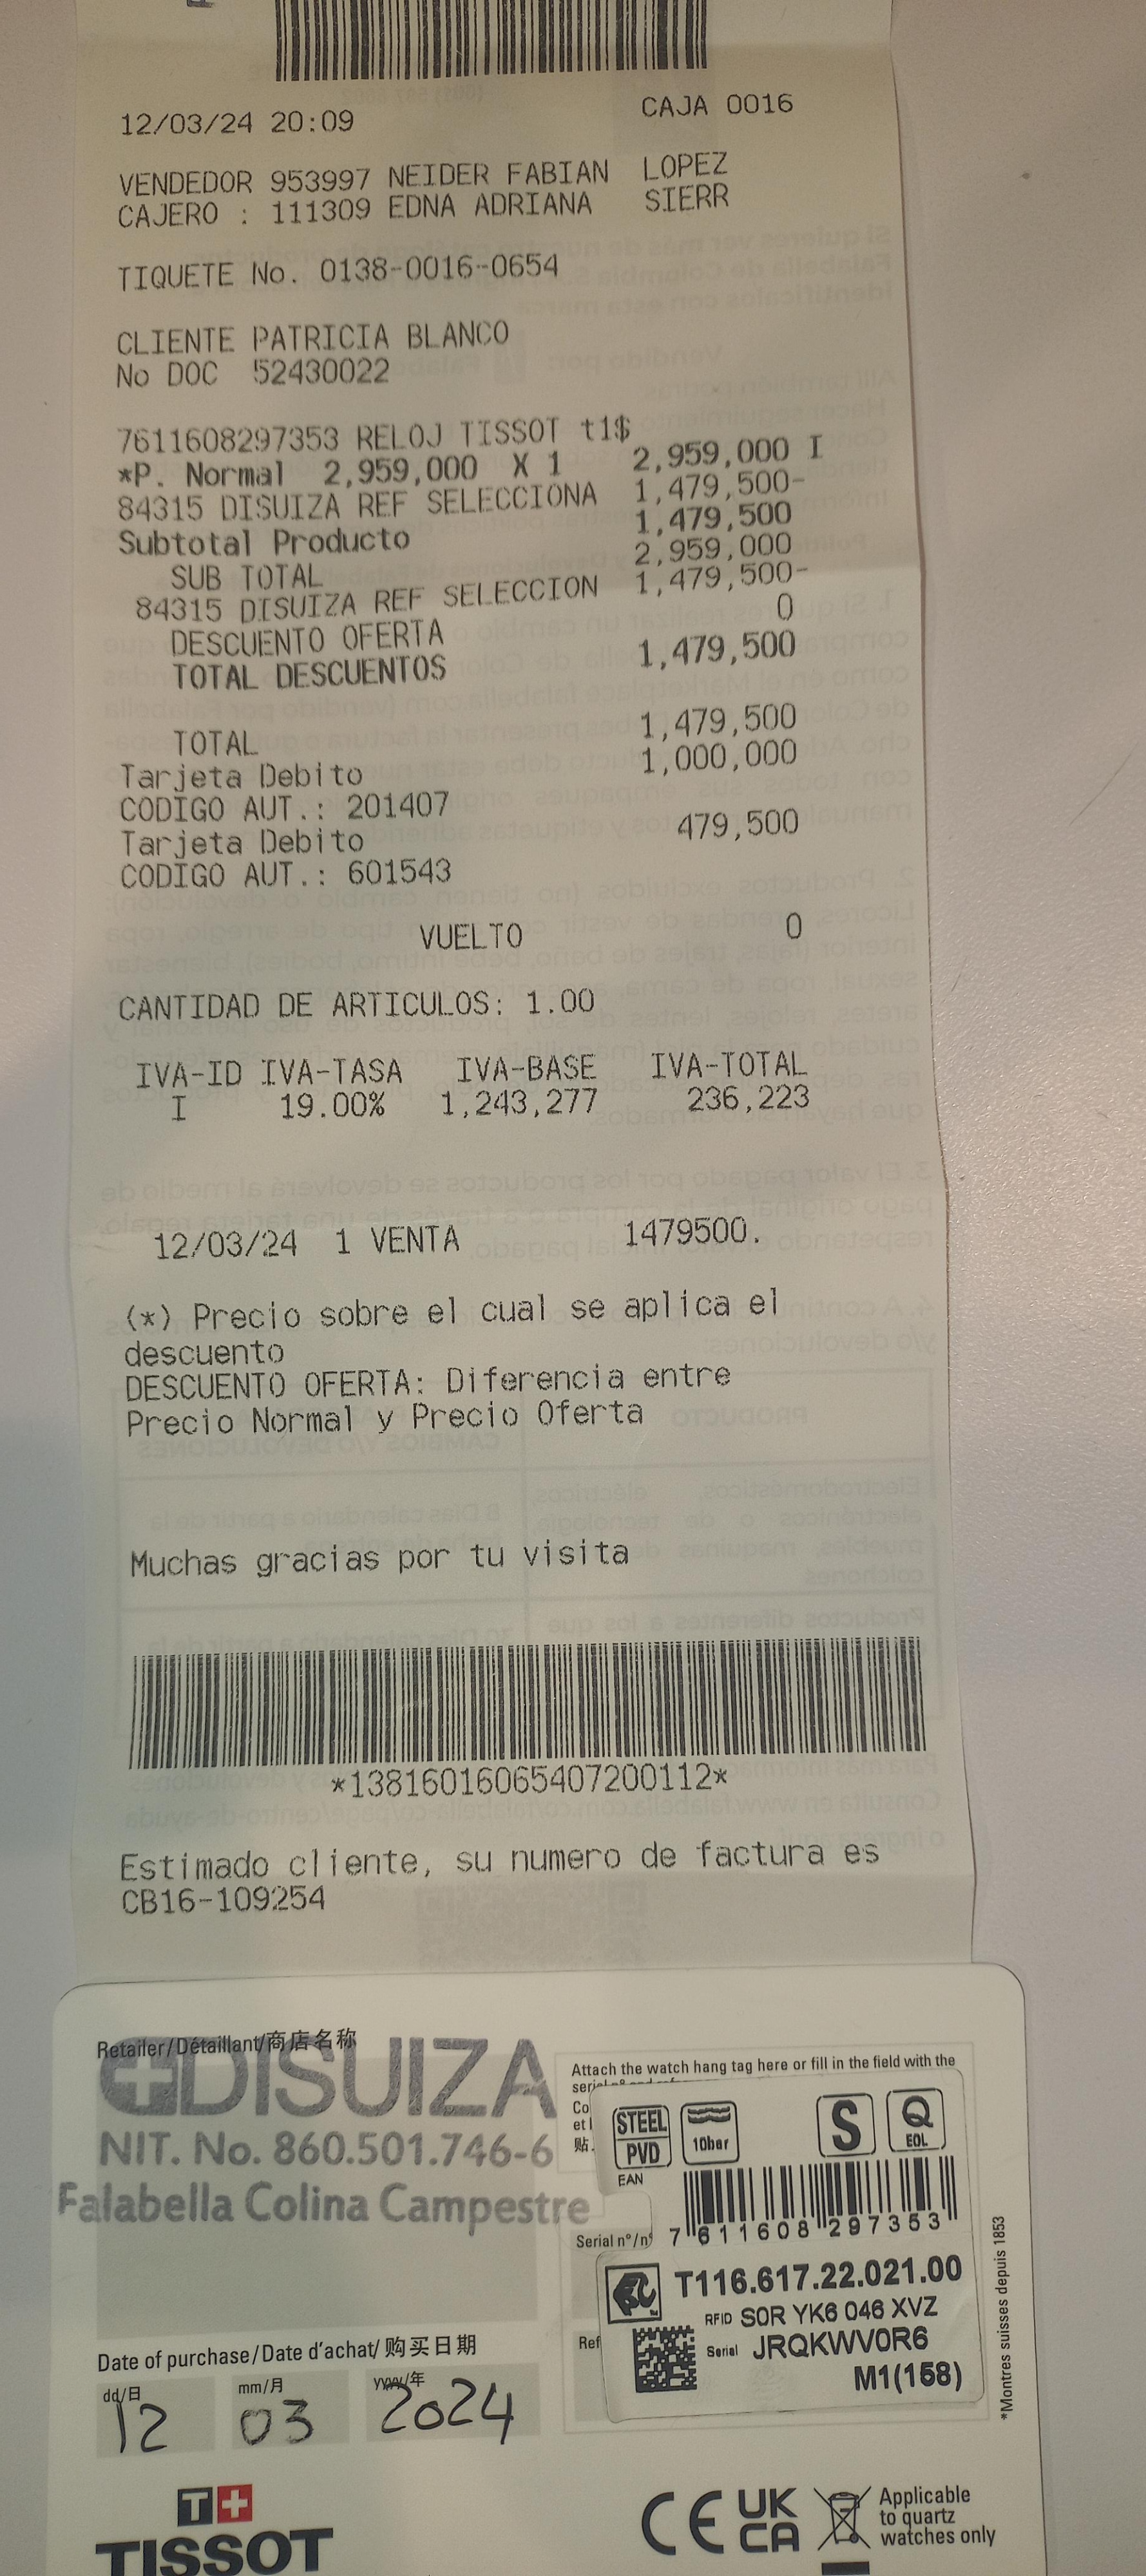 12/03/24 20:09 CAJA 0016
VENDEDOR 953997 NEIDER FABIAN LOPEZ
CAJERO : 111309 EDNA ADRIANA SIERR
TIQUETE No. 0138-0016-0654
CLIENTE PATRICIA BLANCO
No DOC 52430022
7611608297353 RELOJ TISSOT t1$
*P. Normal 2,959,000 X 1 2,959,000 I
84315 DISUIZA REF SELECCIONA 1,479,500-
Subtotal Producto 1,479,500
SUB TOTAL 2,959,000
84315 DISUIZA REF SELECCION 1,479,500-
DESCUENTO OFERTA 0
TOTAL DESCUENTOS 1,479,500
TOTAL 1,479,500
Tarjeta Debito 1,000,000
CODIGO AUT.: 201407
Tarjeta Debito 479,500
CODIGO AUT.: 601543
VUELTO 0
CANTIDAD DE ARTICULOS: 1.00
IVA-ID IVA-TASA IVA-BASE IVA-TOTAL
I 19.00% 1,243,277 236,223
12/03/24 1 VENTA 1479500.
(*) Precio sobre el cual se aplica el
descuento
DESCUENTO OFERTA: Diferencia entre
Precio Normal y Precio Oferta
Muchas gracias por tu visita
*13816016065407200112*
Estimado cliente, su numero de factura es
CB16-109254
Retailer/Détaillant/商店名称
DISUIZA
NIT. No. 860.501.746-6
Falabella Colina Campestre
Attach the watch hang tag here or fill in the field with the
STEEL
PVD
10bar
S
Q
EOL
EAN
7 611608 297353
Serial n°/n°
T116.617.22.021.00
RFID SOR YK6 046 XVZ
Ref
Serial JRQKWV0R6
M1(158)
*Montres suisses depuis 1853
Date of purchase/Date d'achat/购买日期
dd/日 mm/月 yyyy/年
12 03 2024
T+
TISSOT
CE UK
CA
Applicable
to quartz
watches only